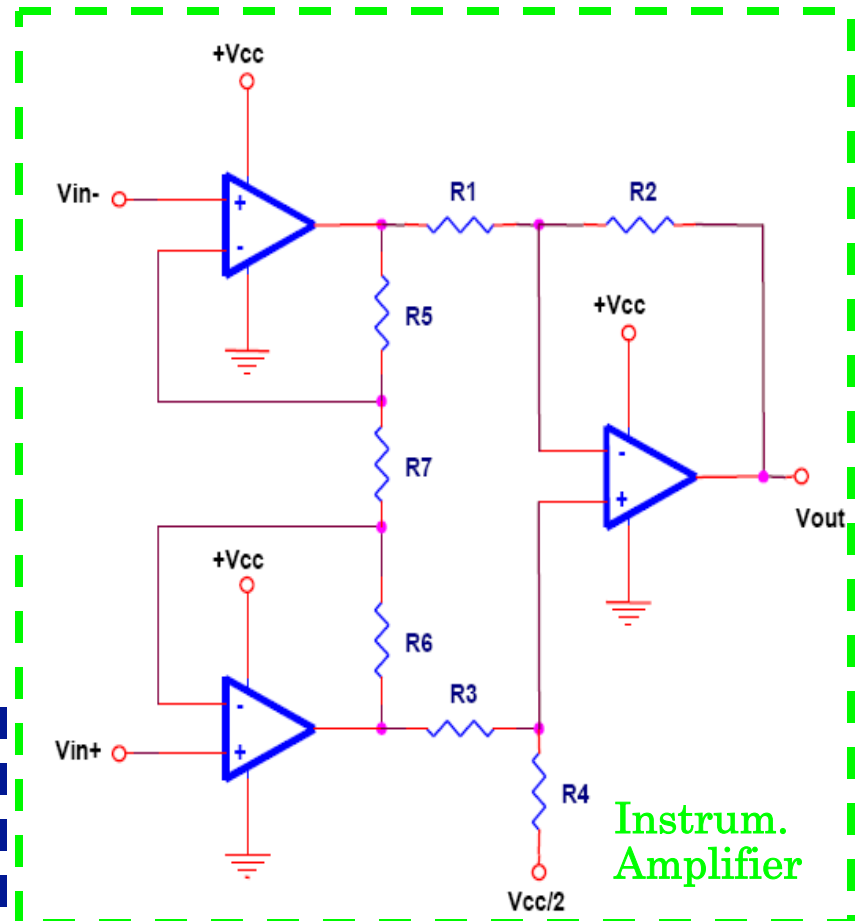 +Vcc
Vin-
+
-
R1
R2
R5
+Vcc
R7
-
+
Vout
+Vcc
R6
R3
-
+
Vin+
R4
Vcc/2
Instrum.
Amplifier